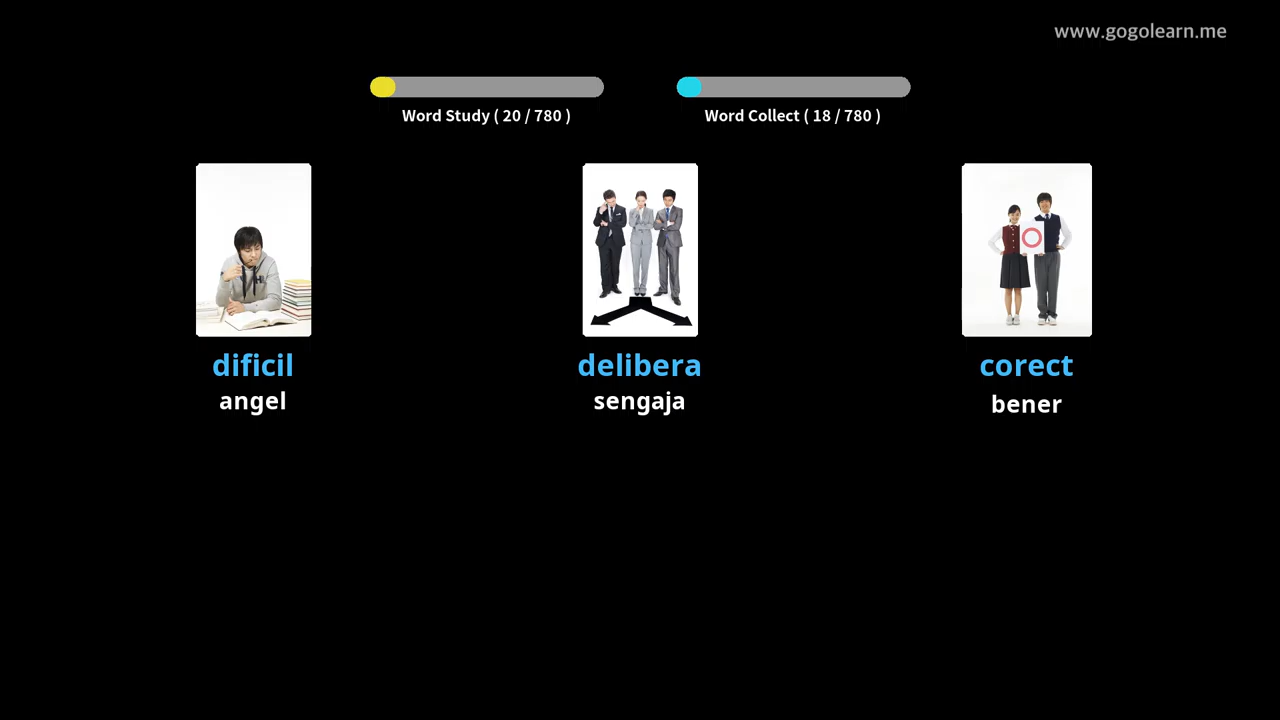 www.gogolearn.me
Word Study ( 20 / 780 )
Word Collect ( 18 / 780 )
dificil
angel
delibera
sengaja
corect
bener